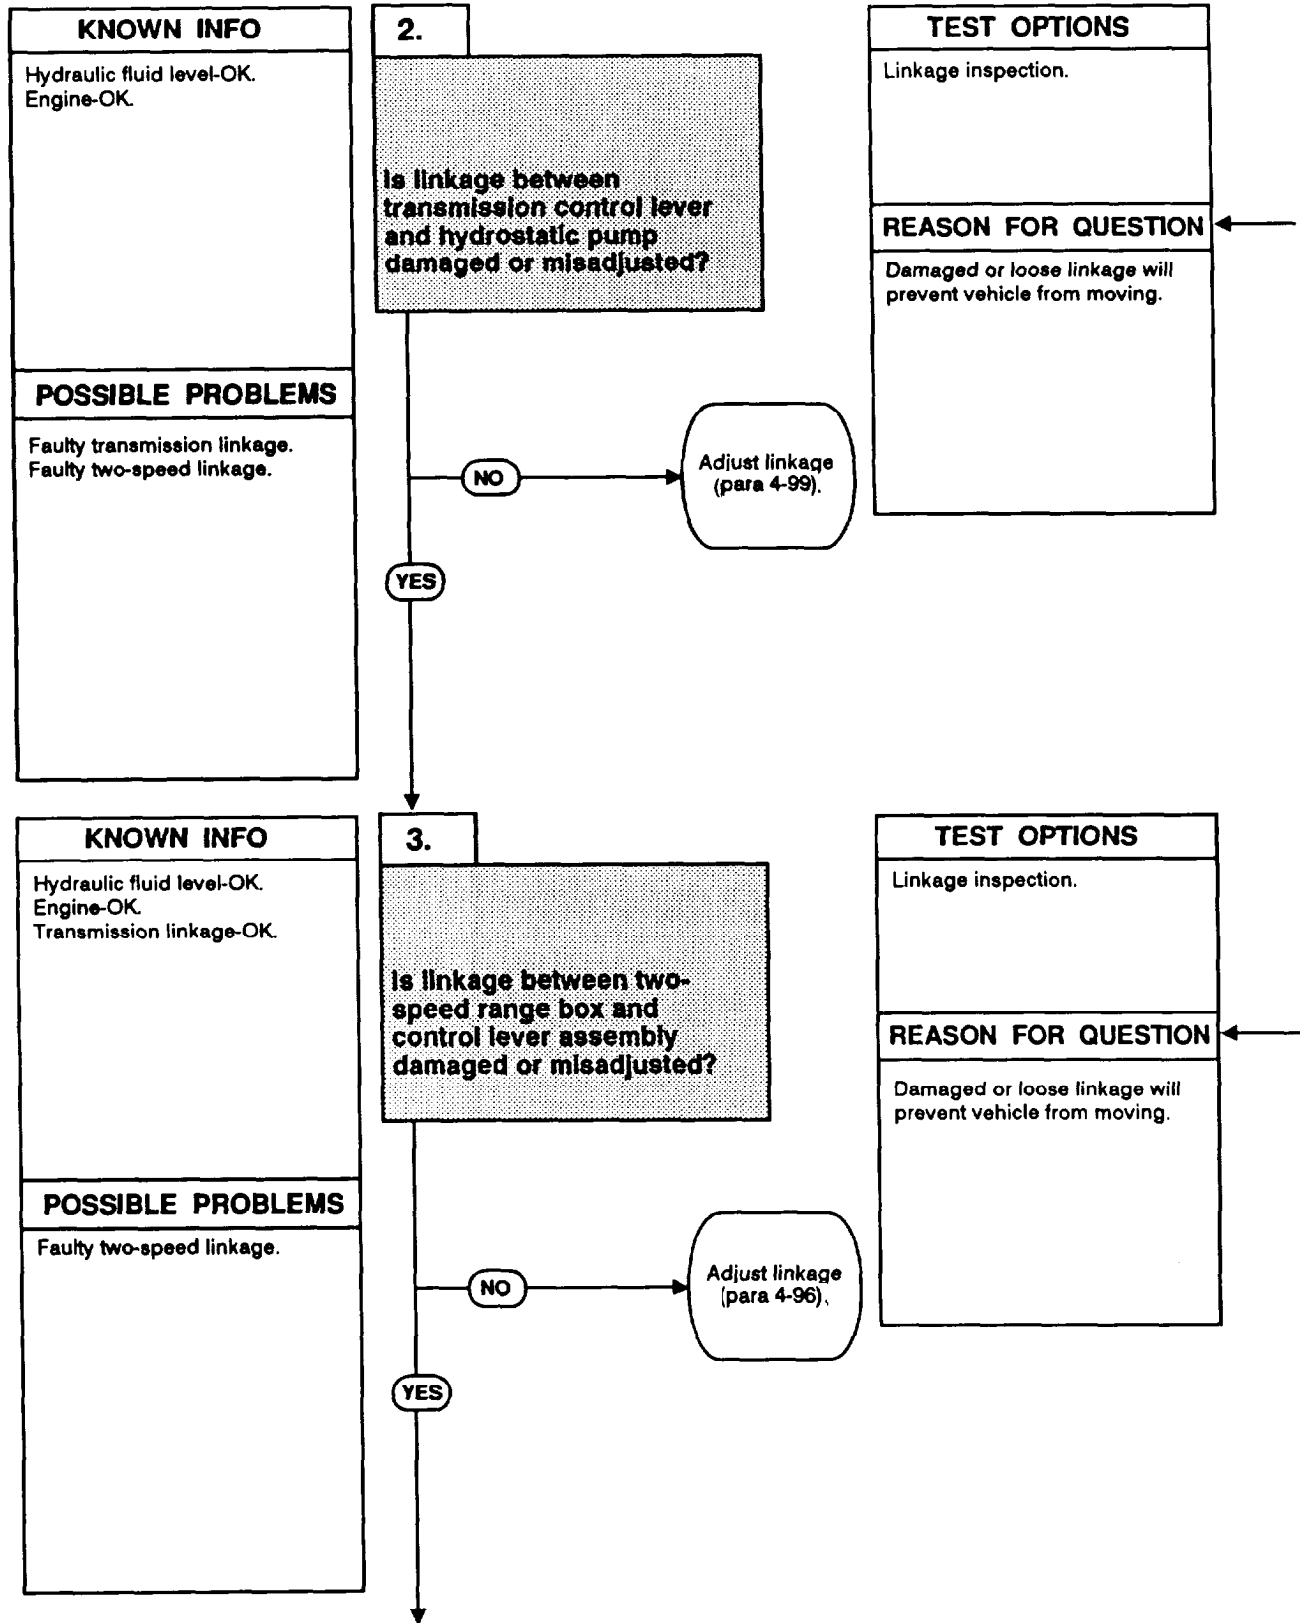 KNOWN INFO
Hydraulic fluid level-OK.
Engine-OK.
POSSIBLE PROBLEMS
Faulty transmission linkage.
Faulty two-speed linkage.
2.
Is linkage between
transmission control lever
and hydrostatic pump
damaged or misadjusted?
NO
Adjust linkage
(para 4-99).
YES
TEST OPTIONS
Linkage inspection.
REASON FOR QUESTION
Damaged or loose linkage will
prevent vehicle from moving.
KNOWN INFO
Hydraulic fluid level-OK.
Engine-OK.
Transmission linkage-OK.
POSSIBLE PROBLEMS
Faulty two-speed linkage.
3.
Is linkage between two-
speed range box and
control lever assembly
damaged or misadjusted?
NO
Adjust linkage
(para 4-96).
YES
TEST OPTIONS
Linkage inspection.
REASON FOR QUESTION
Damaged or loose linkage will
prevent vehicle from moving.